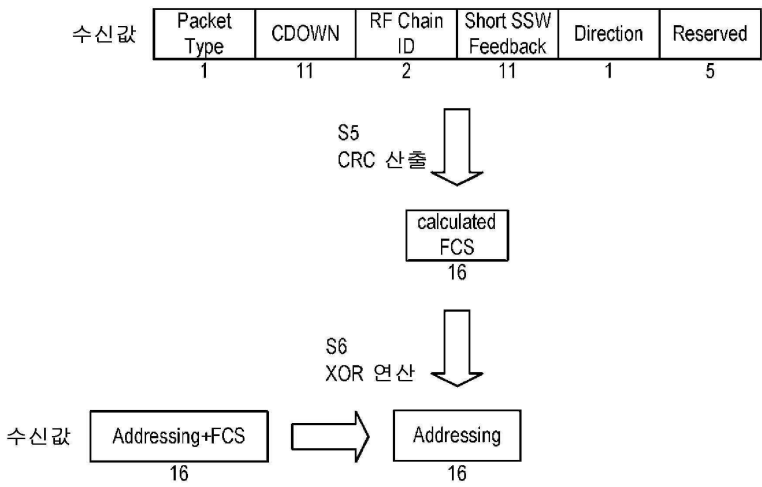 수신값 Packet Type CDOWN RF Chain ID Short SSW Feedback Direction Reserved
1 11 2 11 1 5
S5
CRC 산출
calculated
FCS
16
S6
XOR 연산
수신값 Addressing+FCS Addressing
16 16